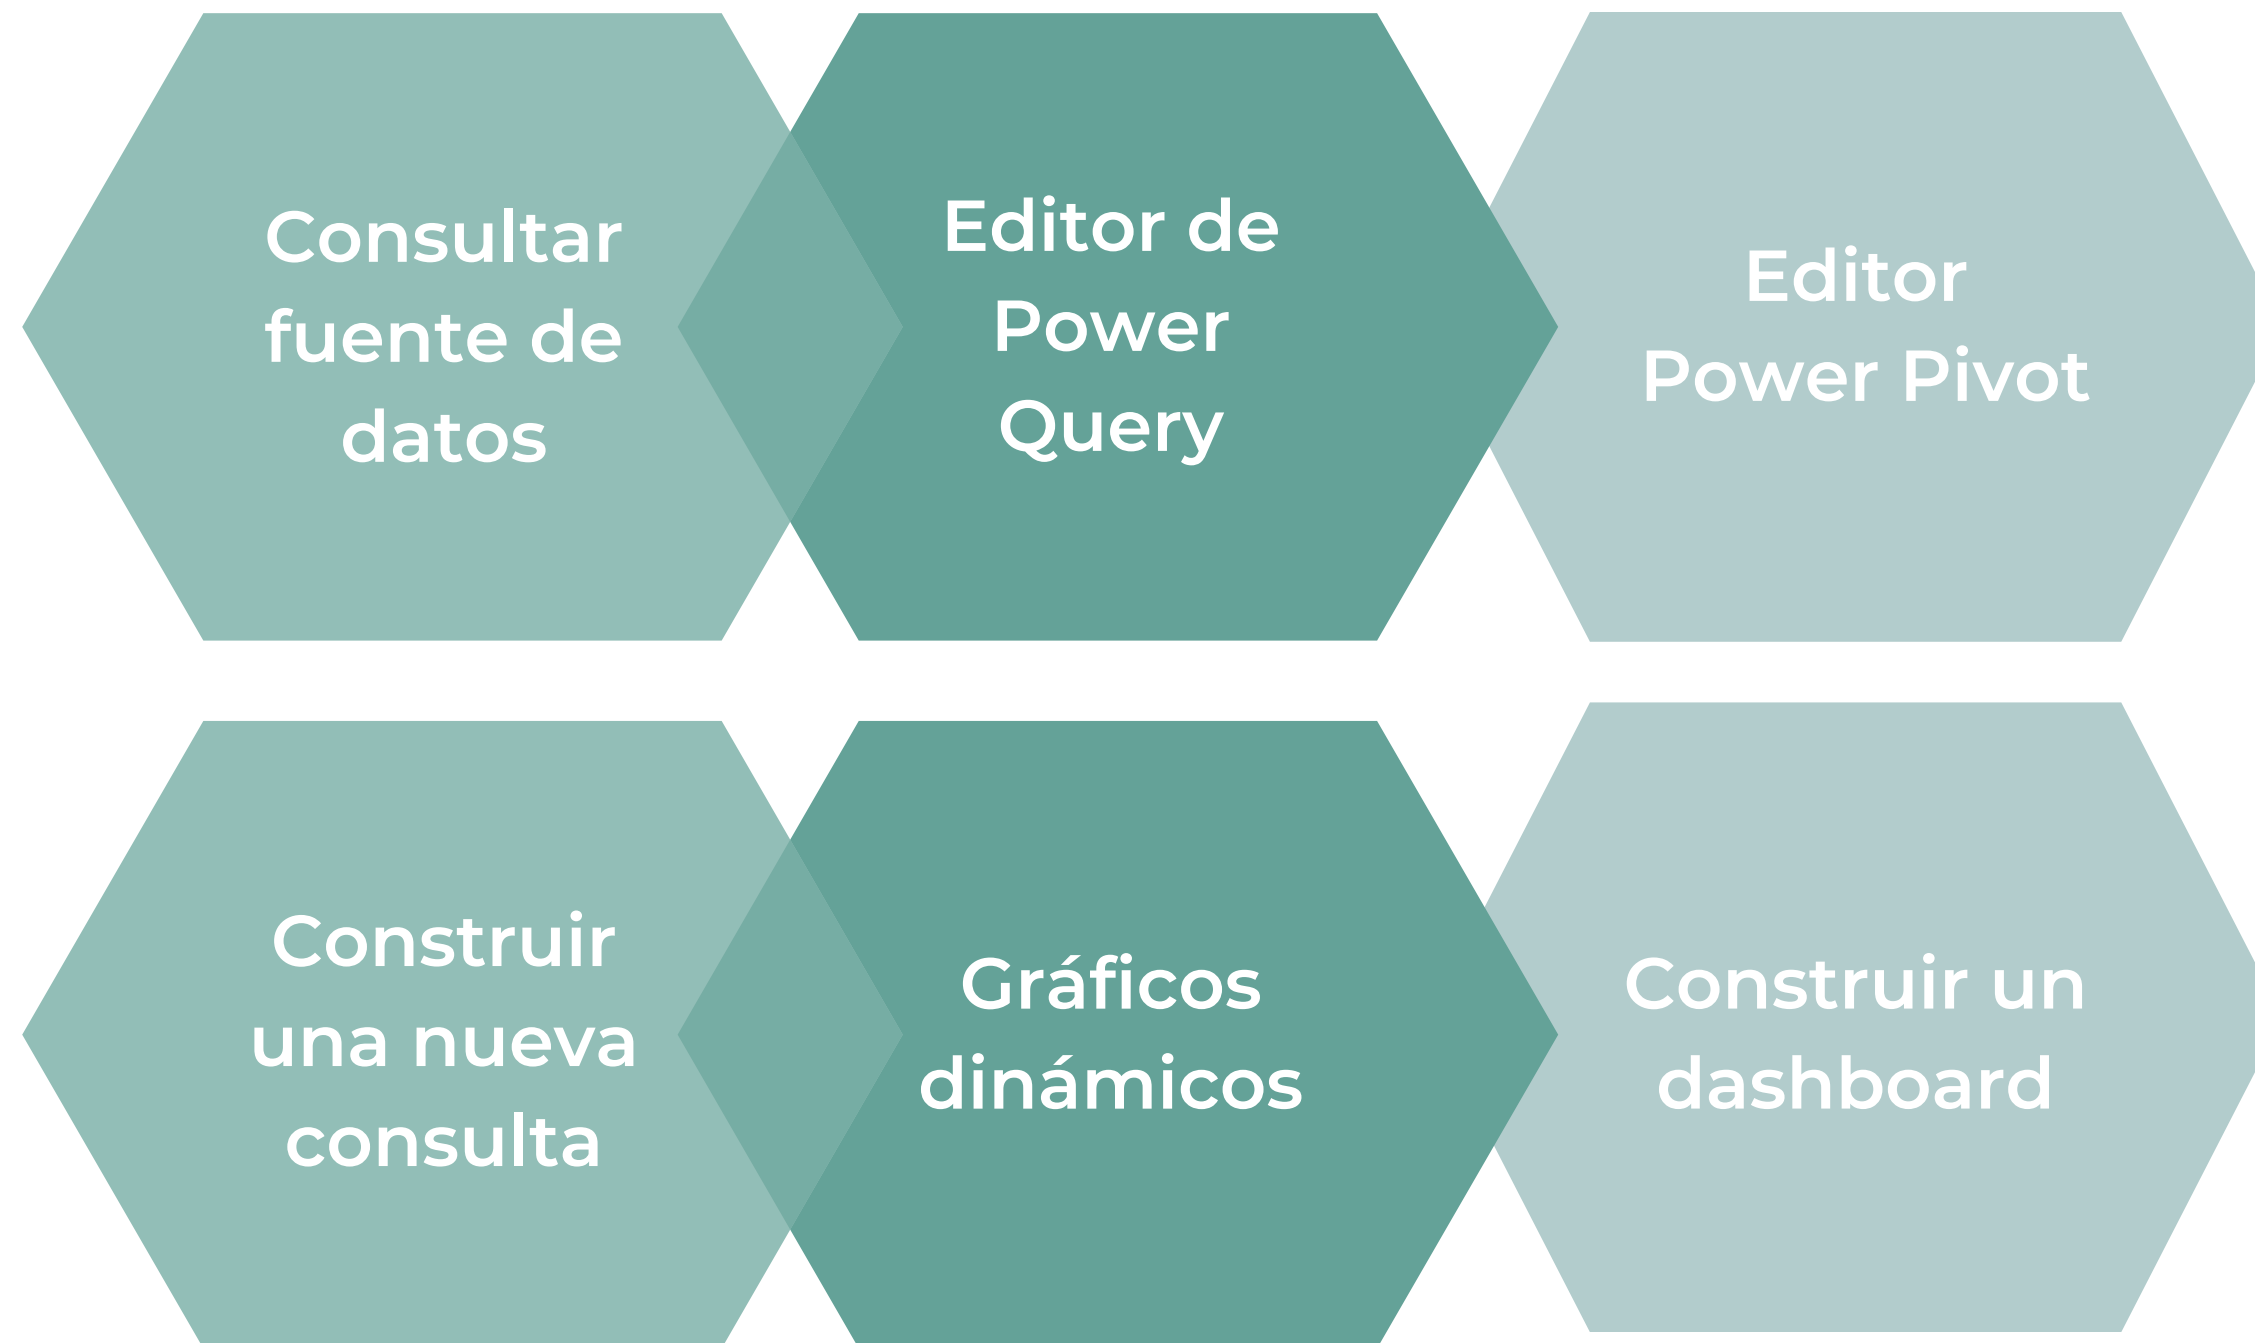 Consultar
fuente de
datos
Editor de
Power
Query
Editor
Power Pivot
Construir
una nueva
consulta
Gráficos
dinámicos
Construir un
dashboard